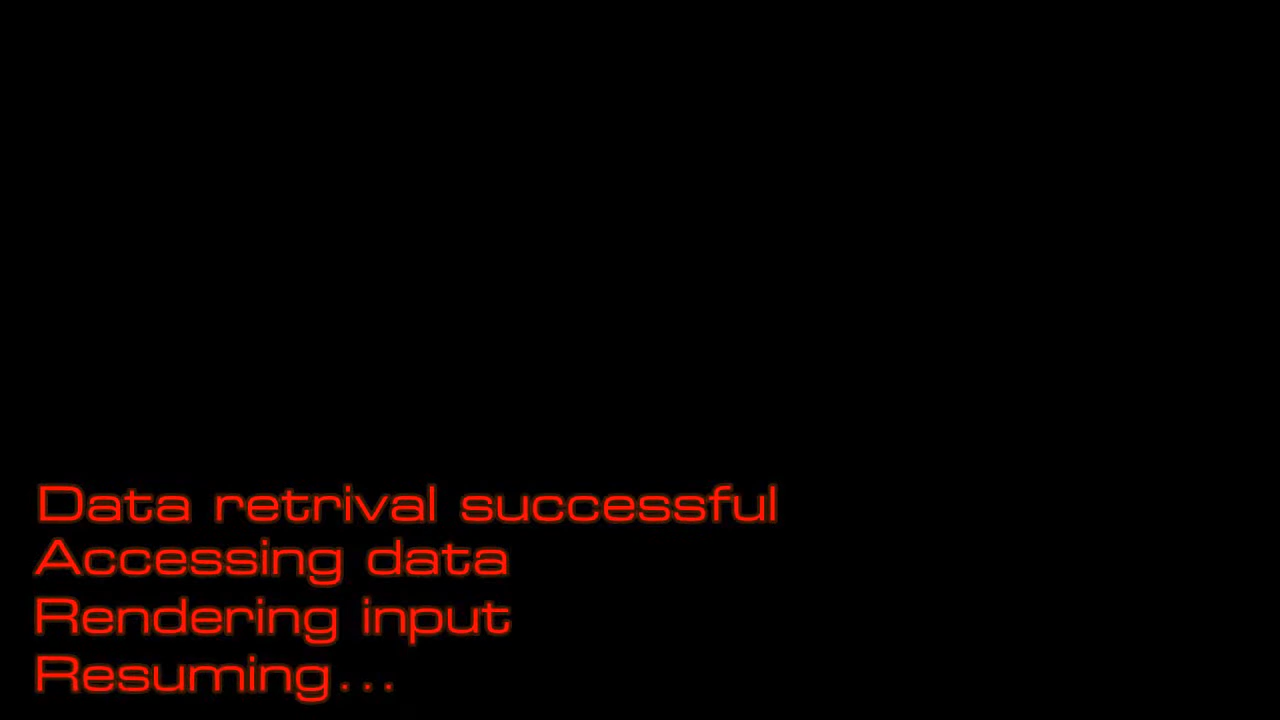 Data retrival successful
Accessing data
Rendering input
Resuming...